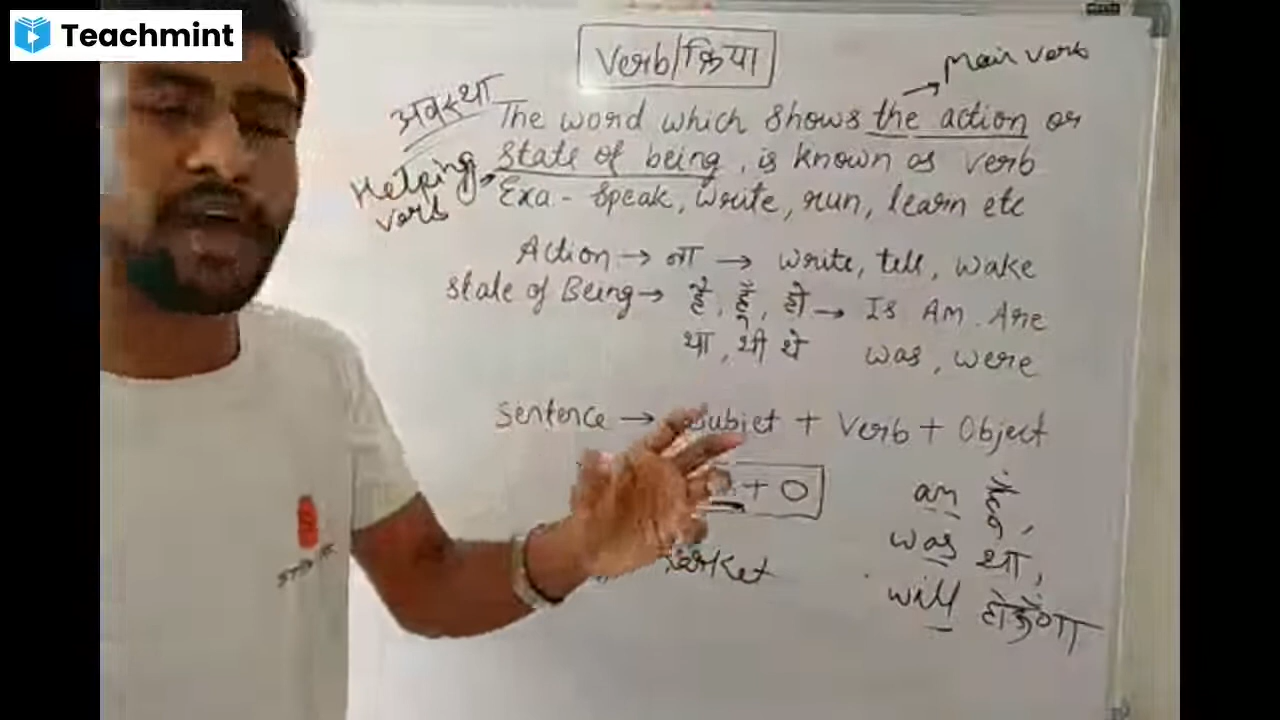 Teachmint
Verb/क्रिया
Main verb
अवस्था
The word which shows the action or
Helping verb
state of being, is known as verb
Exa - Speak, write, run, learn etc
Action → ना → write, tell, wake
State of Being → है, हूँ, हो → Is Am Are
था, थी थे was, were
Sentence → Subjet + Verb + Object
+ O
am हूँ,
was था,
will होऊँगा